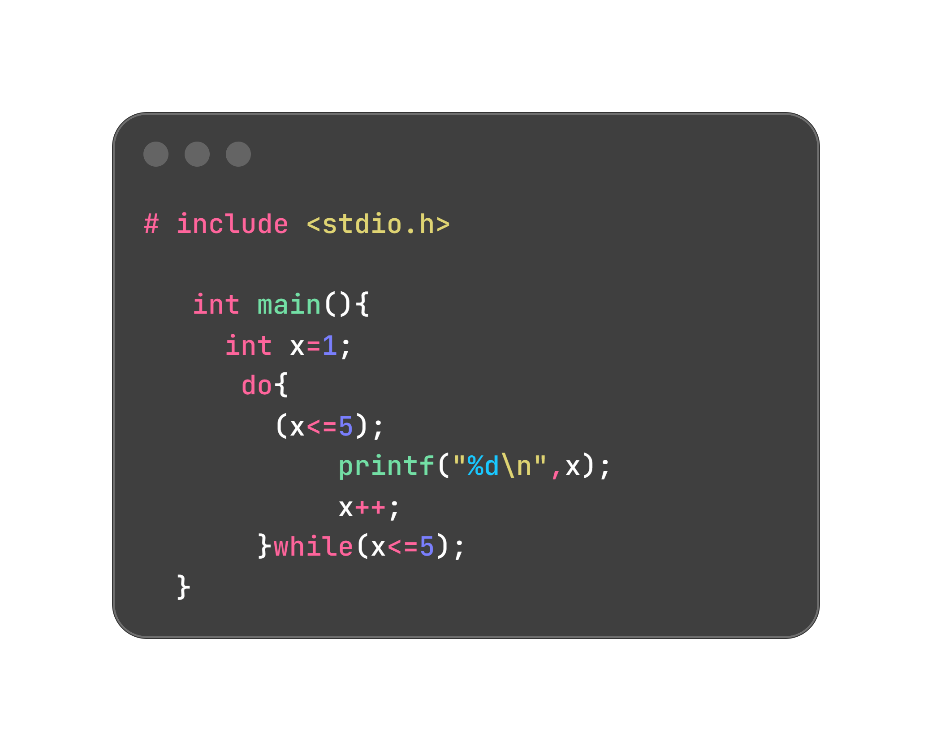 # include <stdio.h>
int main(){
int x=1;
do{
(x<=5);
printf("%d\n",x);
x++;
}while(x<=5);
}